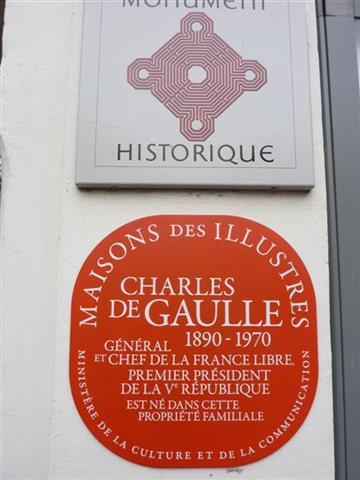 MONUMENT
HISTORIQUE
MAISONS DES ILLUSTRES
CHARLES
DE GAULLE
1890 - 1970
GÉNÉRAL
ET CHEF DE LA FRANCE LIBRE,
PREMIER PRÉSIDENT
DE LA Ve RÉPUBLIQUE
EST NÉ DANS CETTE
PROPRIÉTÉ FAMILIALE
MINISTÈRE DE LA CULTURE ET DE LA COMMUNICATION